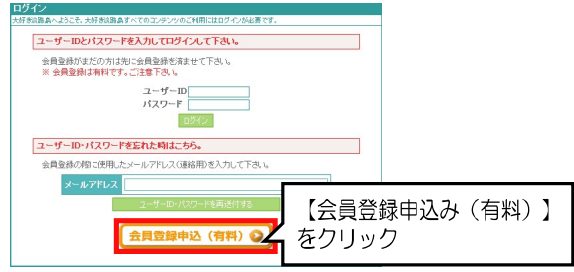 ログイン
大好き淡路島へようこそ。大好き淡路島すべてのコンテンツのご利用にはログインが必要です。
ユーザーIDとパスワードを入力してログインして下さい。
会員登録がまだの方は先に会員登録を済ませて下さい。
※ 会員登録は有料です。ご注意下さい。
ユーザーID
パスワード
ログイン
ユーザーID・パスワードを忘れた時はこちら。
会員登録の際に使用したメールアドレス(連絡用)を入力して下さい。
メールアドレス
ユーザーID・パスワードを再送付する
会員登録申込(有料)
【会員登録申込み(有料)】
をクリック